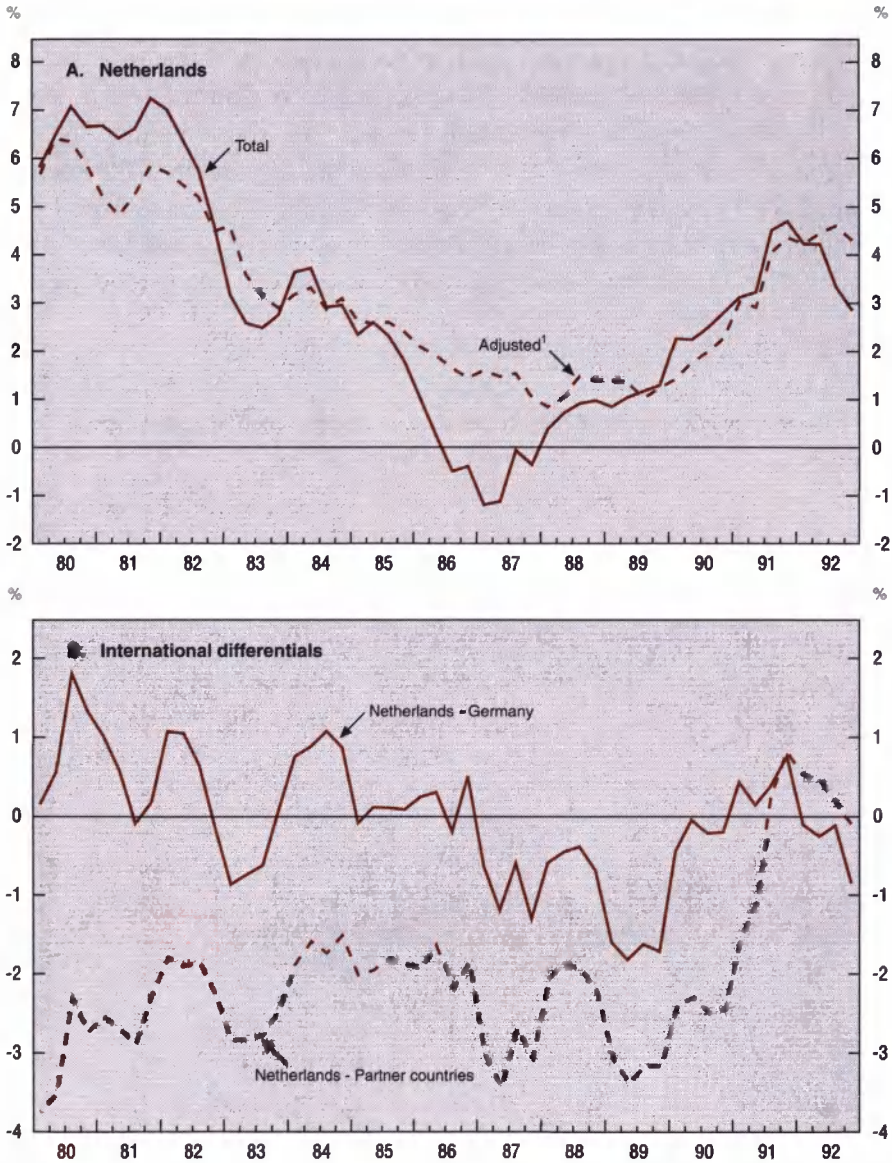 % %
A. Netherlands
Total
Adjusted¹
8 8
7 7
6 6
5 5
4 4
3 3
2 2
1 1
0 0
-1 -1
-2 -2
80 81 82 83 84 85 86 87 88 89 90 91 92
% %
International differentials
Netherlands - Germany
Netherlands - Partner countries
2 2
1 1
0 0
-1 -1
-2 -2
-3 -3
-4 -4
80 81 82 83 84 85 86 87 88 89 90 91 92